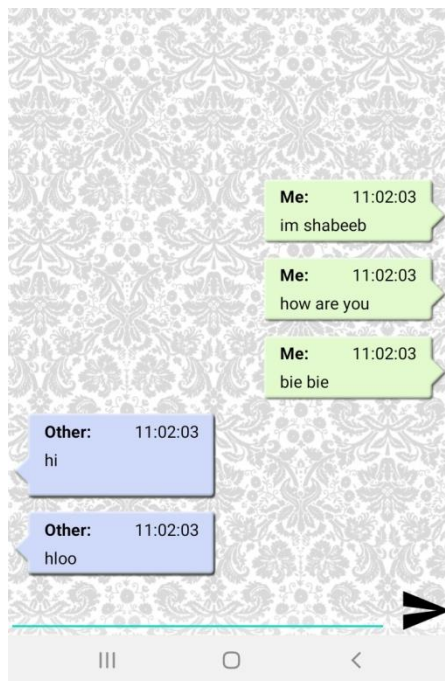 Me: 11:02:03
im shabeeb
Me: 11:02:03
how are you
Me: 11:02:03
bie bie
Other: 11:02:03
hi
Other: 11:02:03
hloo